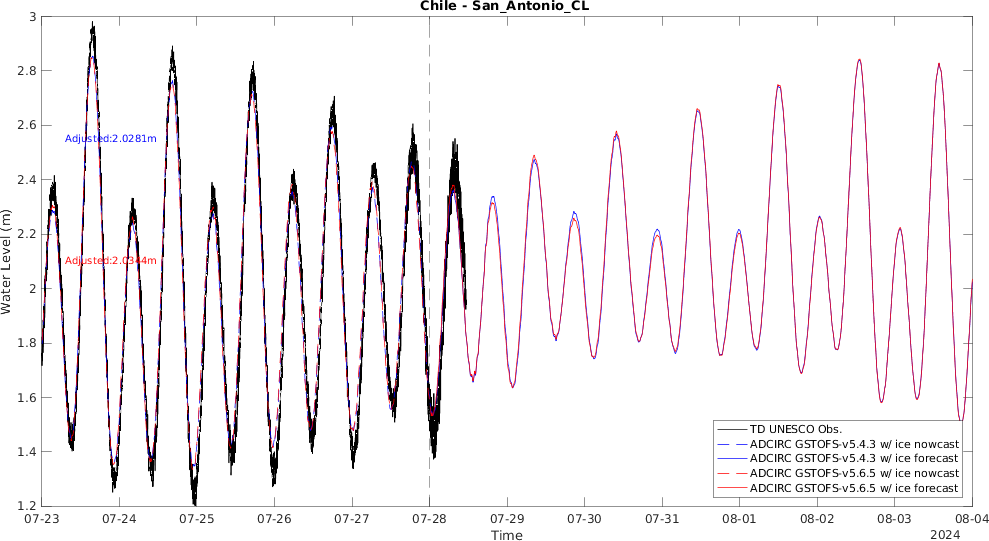 Chile - San_Antonio_CL
3
2.8
2.6
2.4
2.2
2
1.8
1.6
1.4
1.2
Water Level (m)
Adjusted:2.0281m
Adjusted:2.0344m
TD UNESCO Obs.
ADCIRC GSTOFS-v5.4.3 w/ ice nowcast
ADCIRC GSTOFS-v5.4.3 w/ ice forecast
ADCIRC GSTOFS-v5.6.5 w/ ice nowcast
ADCIRC GSTOFS-v5.6.5 w/ ice forecast
07-23 07-24 07-25 07-26 07-27 07-28 07-29 07-30 07-31 08-01 08-02 08-03 08-04
Time
2024